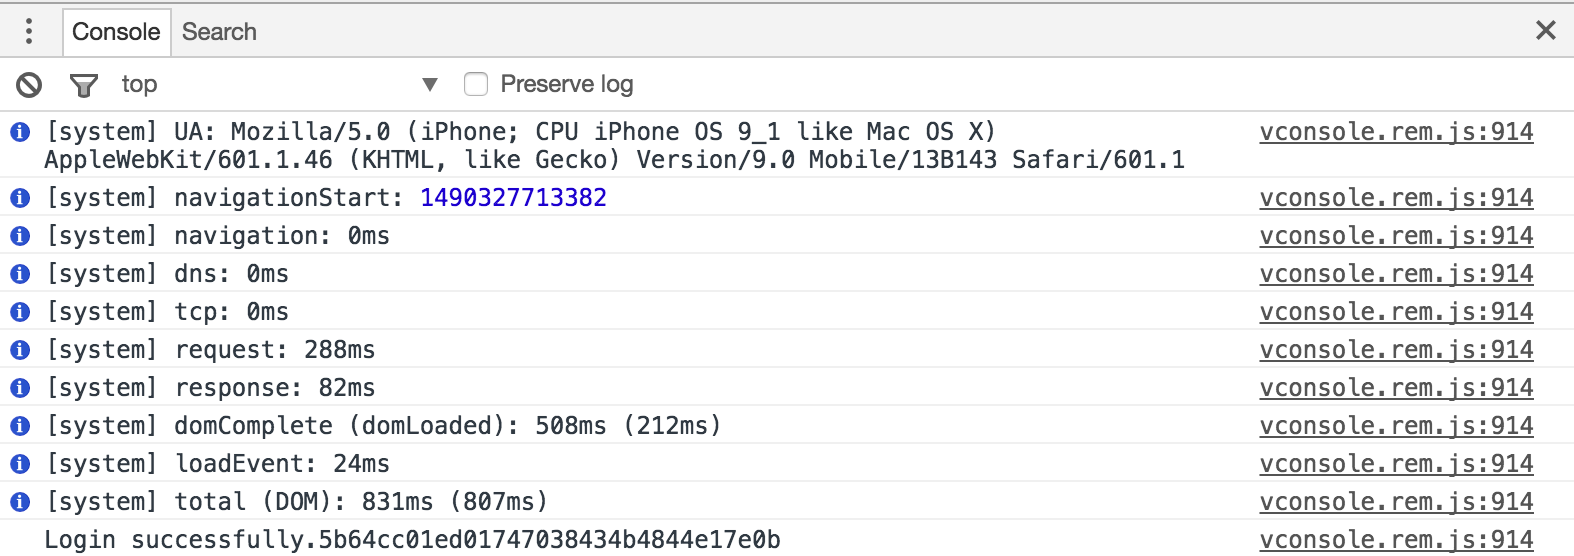 Console Search
top Preserve log
[system] UA: Mozilla/5.0 (iPhone; CPU iPhone OS 9_1 like Mac OS X) vconsole.rem.js:914
AppleWebKit/601.1.46 (KHTML, like Gecko) Version/9.0 Mobile/13B143 Safari/601.1
[system] navigationStart: 1490327713382 vconsole.rem.js:914
[system] navigation: 0ms vconsole.rem.js:914
[system] dns: 0ms vconsole.rem.js:914
[system] tcp: 0ms vconsole.rem.js:914
[system] request: 288ms vconsole.rem.js:914
[system] response: 82ms vconsole.rem.js:914
[system] domComplete (domLoaded): 508ms (212ms) vconsole.rem.js:914
[system] loadEvent: 24ms vconsole.rem.js:914
[system] total (DOM): 831ms (807ms) vconsole.rem.js:914
Login successfully.5b64cc01ed01747038434b4844e17e0b vconsole.rem.js:914